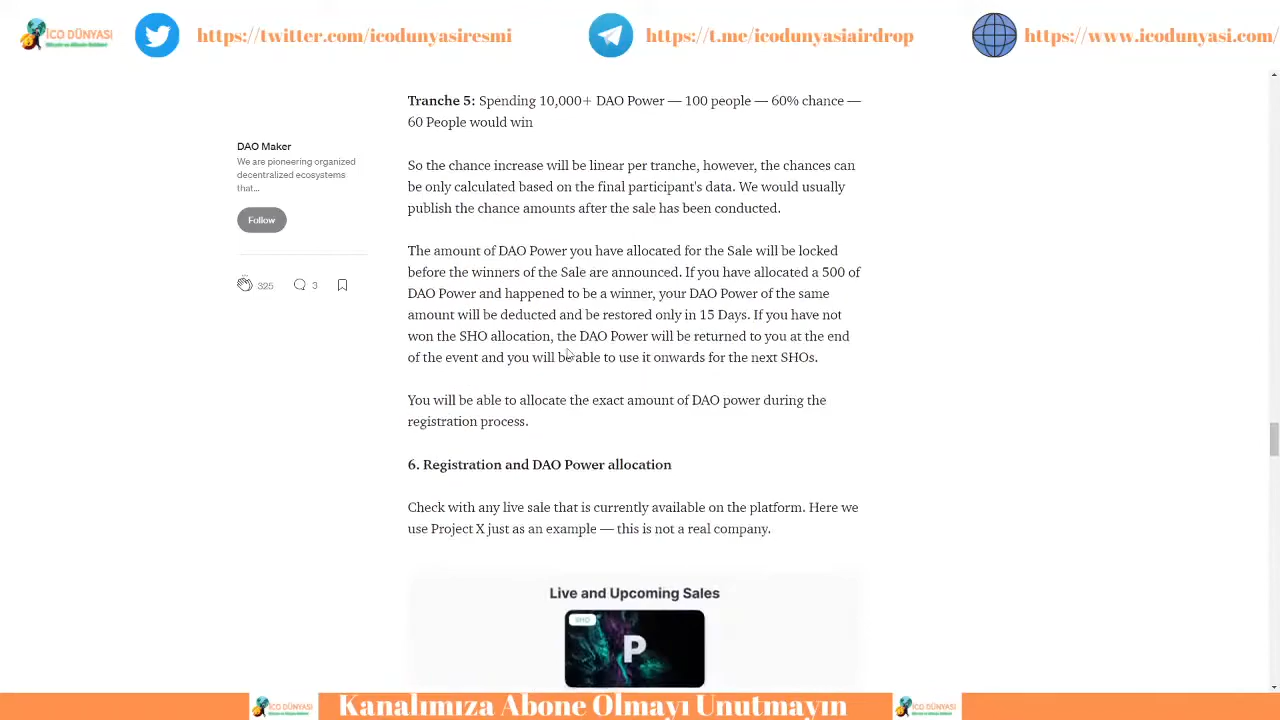 İCO DÜNYASI
https://twitter.com/icodunyasiresmi
https://t.me/icodunyasiairdrop
https://www.icodunyasi.com/
Tranche 5: Spending 10,000+ DAO Power — 100 people — 60% chance —
60 People would win
DAO Maker
We are pioneering organized
decentralized ecosystems
that...
Follow
325
3
So the chance increase will be linear per tranche, however, the chances can
be only calculated based on the final participant's data. We would usually
publish the chance amounts after the sale has been conducted.
The amount of DAO Power you have allocated for the Sale will be locked
before the winners of the Sale are announced. If you have allocated a 500 of
DAO Power and happened to be a winner, your DAO Power of the same
amount will be deducted and be restored only in 15 Days. If you have not
won the SHO allocation, the DAO Power will be returned to you at the end
of the event and you will be able to use it onwards for the next SHOs.
You will be able to allocate the exact amount of DAO power during the
registration process.
6. Registration and DAO Power allocation
Check with any live sale that is currently available on the platform. Here we
use Project X just as an example — this is not a real company.
Live and Upcoming Sales
SHO
P
İCO DÜNYASI
Kanalımıza Abone Olmayı Unutmayın
İCO DÜNYASI